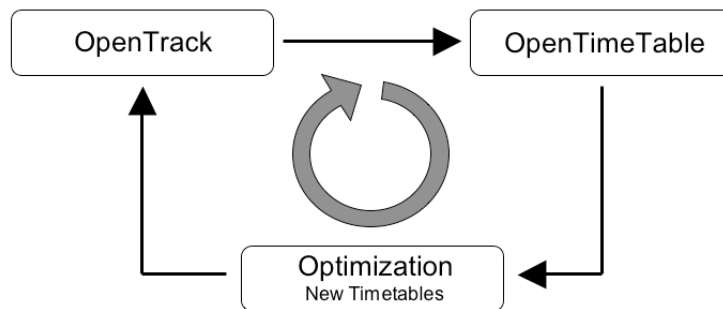 OpenTrack
OpenTimeTable
Optimization
New Timetables